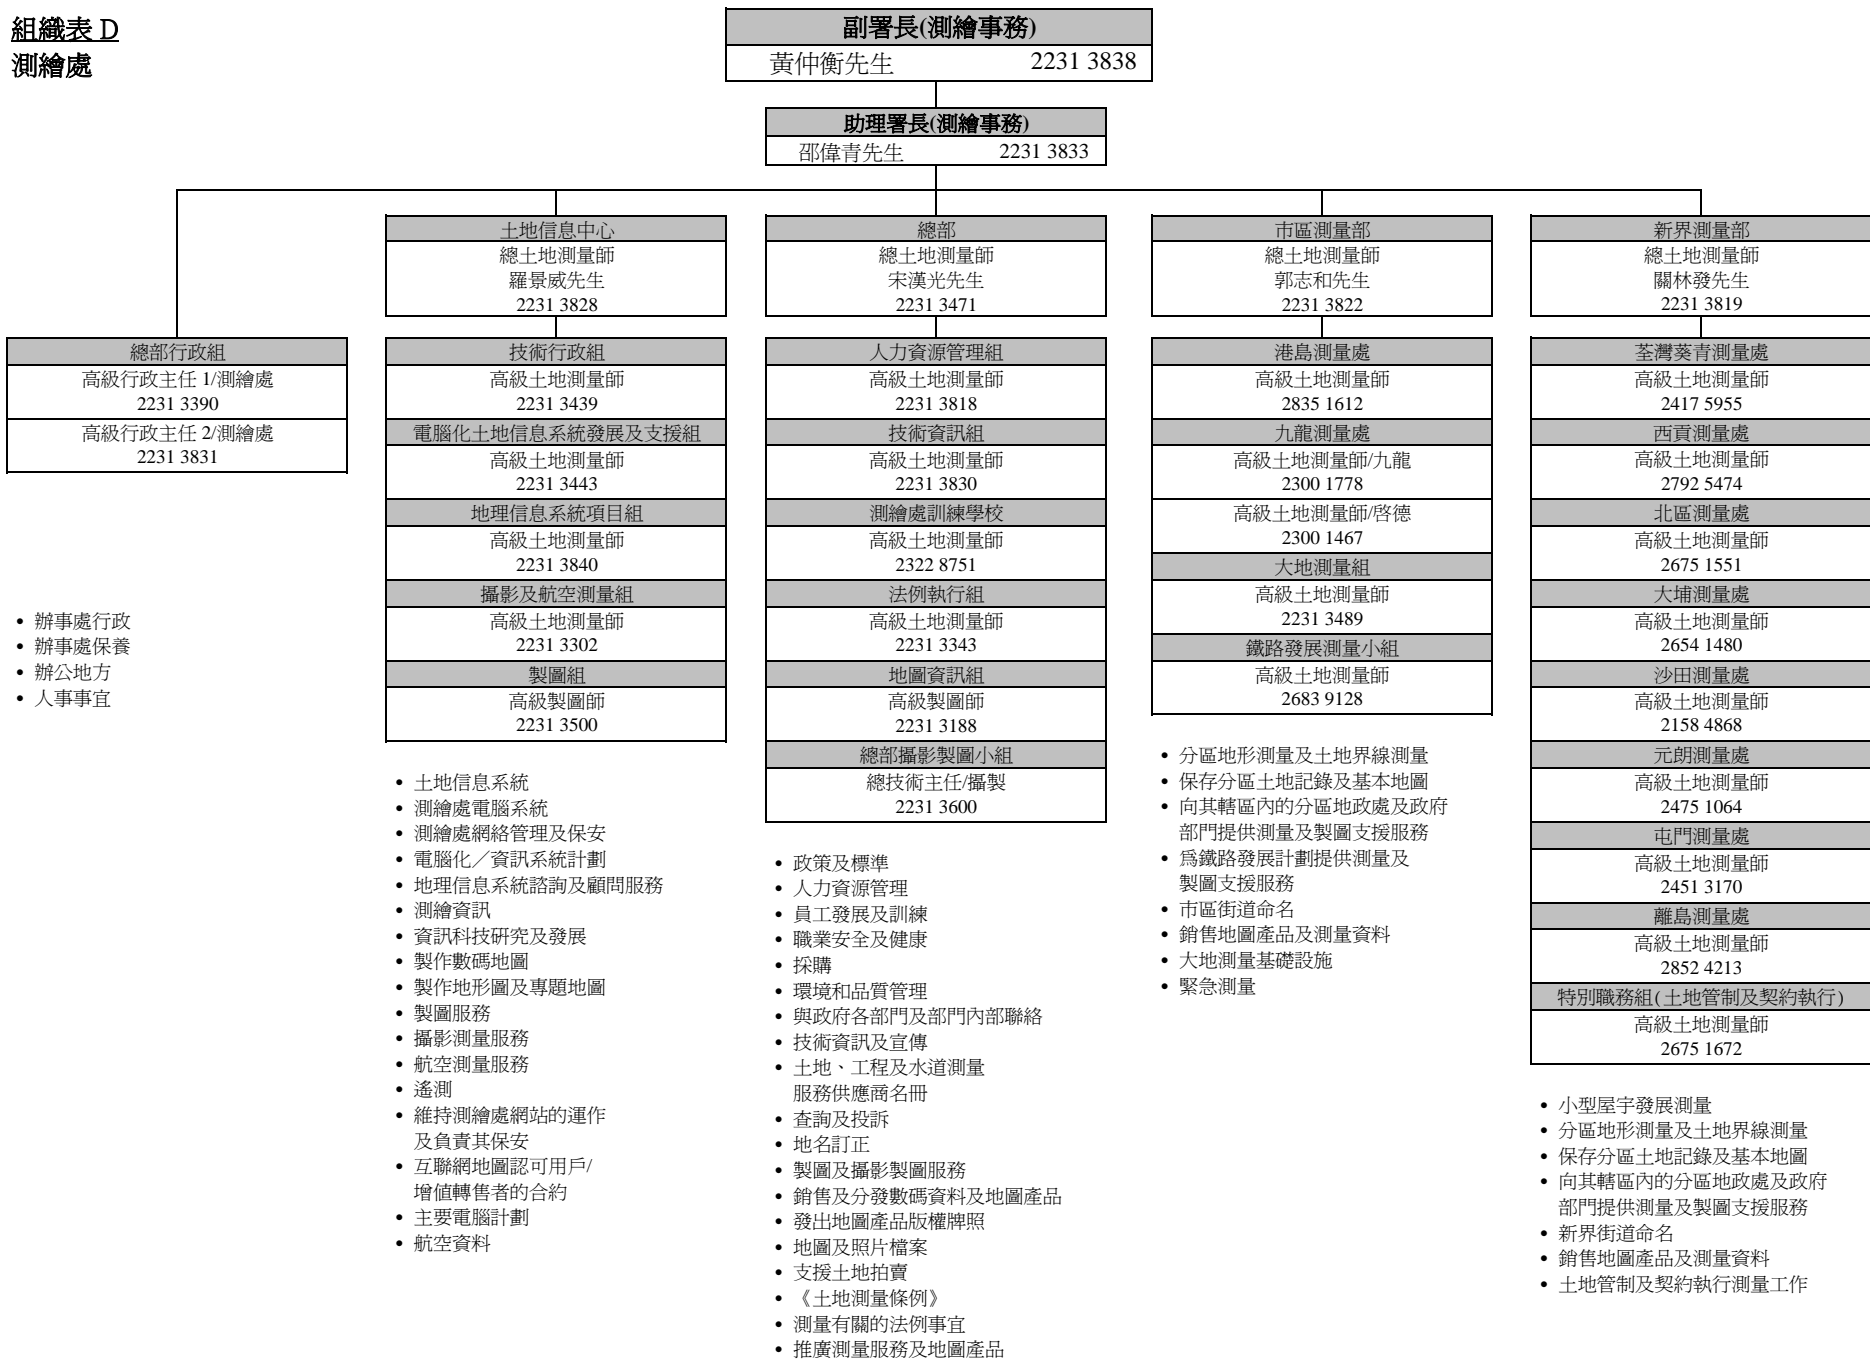 組織表 D
測繪處
副署長(測繪事務)
黃仲衡先生 2231 3838
助理署長(測繪事務)
邵偉青先生 2231 3833
總部行政組
高級行政主任 1/測繪處
2231 3390
高級行政主任 2/測繪處
2231 3831
• 辦事處行政
• 辦事處保養
• 辦公地方
• 人事事宜
土地信息中心
總土地測量師
羅景威先生
2231 3828
技術行政組
高級土地測量師
2231 3439
電腦化土地信息系統發展及支援組
高級土地測量師
2231 3443
地理信息系統項目組
高級土地測量師
2231 3840
攝影及航空測量組
高級土地測量師
2231 3302
製圖組
高級製圖師
2231 3500
• 土地信息系統
• 測繪處電腦系統
• 測繪處網絡管理及保安
• 電腦化／資訊系統計劃
• 地理信息系統諮詢及顧問服務
• 測繪資訊
• 資訊科技研究及發展
• 製作數碼地圖
• 製作地形圖及專題地圖
• 製圖服務
• 攝影測量服務
• 航空測量服務
• 遙測
• 維持測繪處網站的運作
及負責其保安
• 互聯網地圖認可用戶/
增值轉售者的合約
• 主要電腦計劃
• 航空資料
總部
總土地測量師
宋漢光先生
2231 3471
人力資源管理組
高級土地測量師
2231 3818
技術資訊組
高級土地測量師
2231 3830
測繪處訓練學校
高級土地測量師
2322 8751
法例執行組
高級土地測量師
2231 3343
地圖資訊組
高級製圖師
2231 3188
總部攝影製圖小組
總技術主任/攝製
2231 3600
• 政策及標準
• 人力資源管理
• 員工發展及訓練
• 職業安全及健康
• 採購
• 環境和品質管理
• 與政府各部門及部門內部聯絡
• 技術資訊及宣傳
• 土地、工程及水道測量
服務供應商名冊
• 查詢及投訴
• 地名訂正
• 製圖及攝影製圖服務
• 銷售及分發數碼資料及地圖產品
• 發出地圖產品版權牌照
• 地圖及照片檔案
• 支援土地拍賣
• 《土地測量條例》
• 測量有關的法例事宜
• 推廣測量服務及地圖產品
市區測量部
總土地測量師
郭志和先生
2231 3822
港島測量處
高級土地測量師
2835 1612
九龍測量處
高級土地測量師/九龍
2300 1778
高級土地測量師/啓德
2300 1467
大地測量組
高級土地測量師
2231 3489
鐵路發展測量小組
高級土地測量師
2683 9128
• 分區地形測量及土地界線測量
• 保存分區土地記錄及基本地圖
• 向其轄區內的分區地政處及政府
部門提供測量及製圖支援服務
• 爲鐵路發展計劃提供測量及
製圖支援服務
• 市區街道命名
• 銷售地圖產品及測量資料
• 大地測量基礎設施
• 緊急測量
新界測量部
總土地測量師
關林發先生
2231 3819
荃灣葵青測量處
高級土地測量師
2417 5955
西貢測量處
高級土地測量師
2792 5474
北區測量處
高級土地測量師
2675 1551
大埔測量處
高級土地測量師
2654 1480
沙田測量處
高級土地測量師
2158 4868
元朗測量處
高級土地測量師
2475 1064
屯門測量處
高級土地測量師
2451 3170
離島測量處
高級土地測量師
2852 4213
特別職務組(土地管制及契約執行)
高級土地測量師
2675 1672
• 小型屋宇發展測量
• 分區地形測量及土地界線測量
• 保存分區土地記錄及基本地圖
• 向其轄區內的分區地政處及政府
部門提供測量及製圖支援服務
• 新界街道命名
• 銷售地圖產品及測量資料
• 土地管制及契約執行測量工作